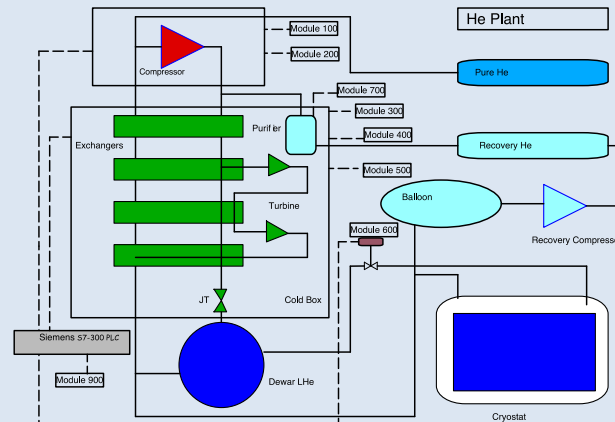 He Plant
Module 100
Module 200
Compressor
Pure He
Module 700
Module 300
Purifier
Module 400
Exchangers
Recovery He
Module 500
Balloon
Turbine
Module 600
Recovery Compresso
JT
Cold Box
Siemens S7-300 PLC
Module 900
Dewar LHe
Cryostat